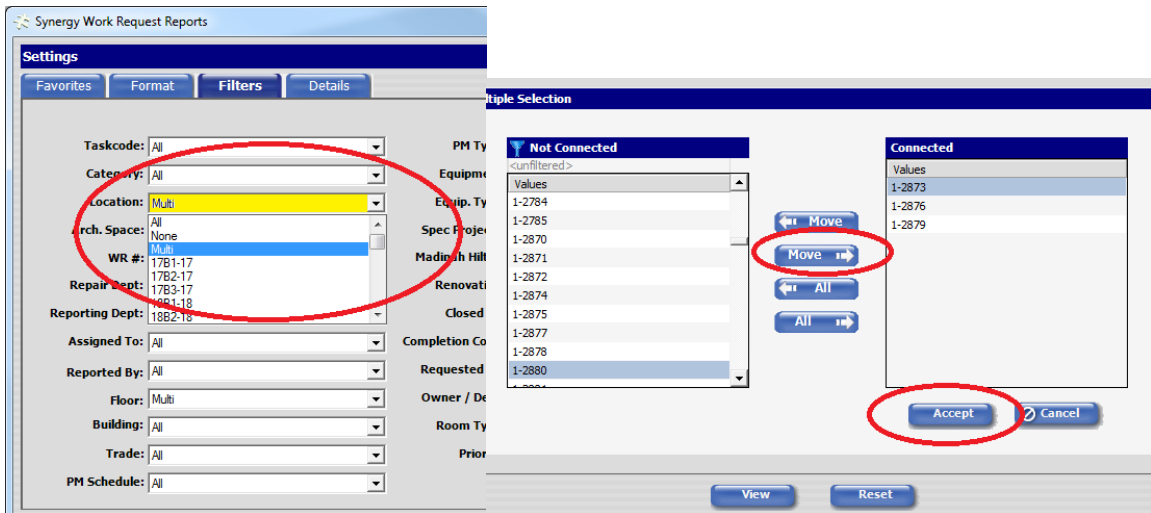 Synergy Work Request Reports
Settings
Favorites Format Filters Details
Taskcode: All PM Ty
Category: All Equipme
Location: Multi Equip. Ty
Arch. Space: All Spec Projec
None
Multi
WR #: 17B1-17
17B2-17
Repair Dept: 17B3-17 Renovati
18B1-18
Reporting Dept: 18B2-18 Closed
Assigned To: All Completion Co
Reported By: All Requested
Floor: Multi Owner / De
Building: All Room Ty
Trade: All Prior
PM Schedule: All
ltiple Selection
Not Connected
<unfiltered>
Values
1-2784
1-2785
1-2870
1-2871
1-2872
1-2874
1-2875
1-2877
1-2878
1-2880
Move
Move
All
All
Connected
Values
1-2873
1-2876
1-2879
Accept Cancel
View Reset